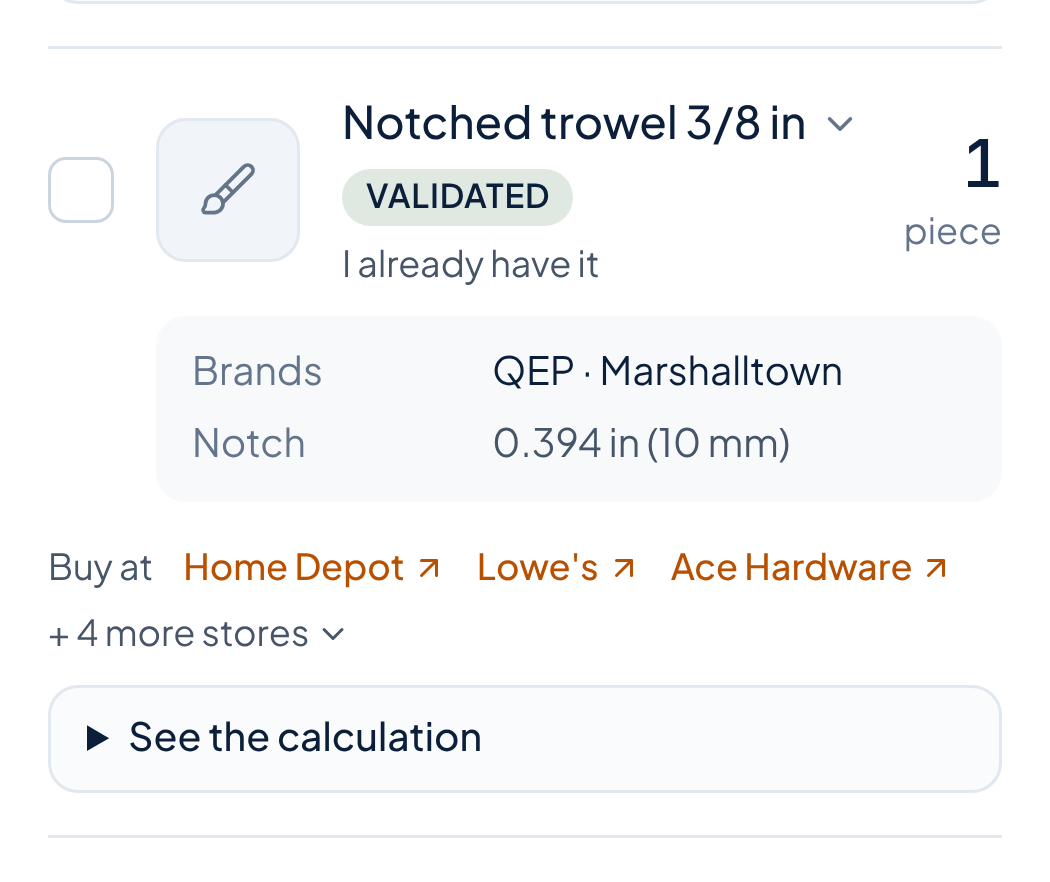 Notched trowel 3/8 in
1
VALIDATED
piece
I already have it
Brands QEP · Marshalltown
Notch 0.394 in (10 mm)
Buy at Home Depot ↗ Lowe's ↗ Ace Hardware ↗
+ 4 more stores
▶ See the calculation